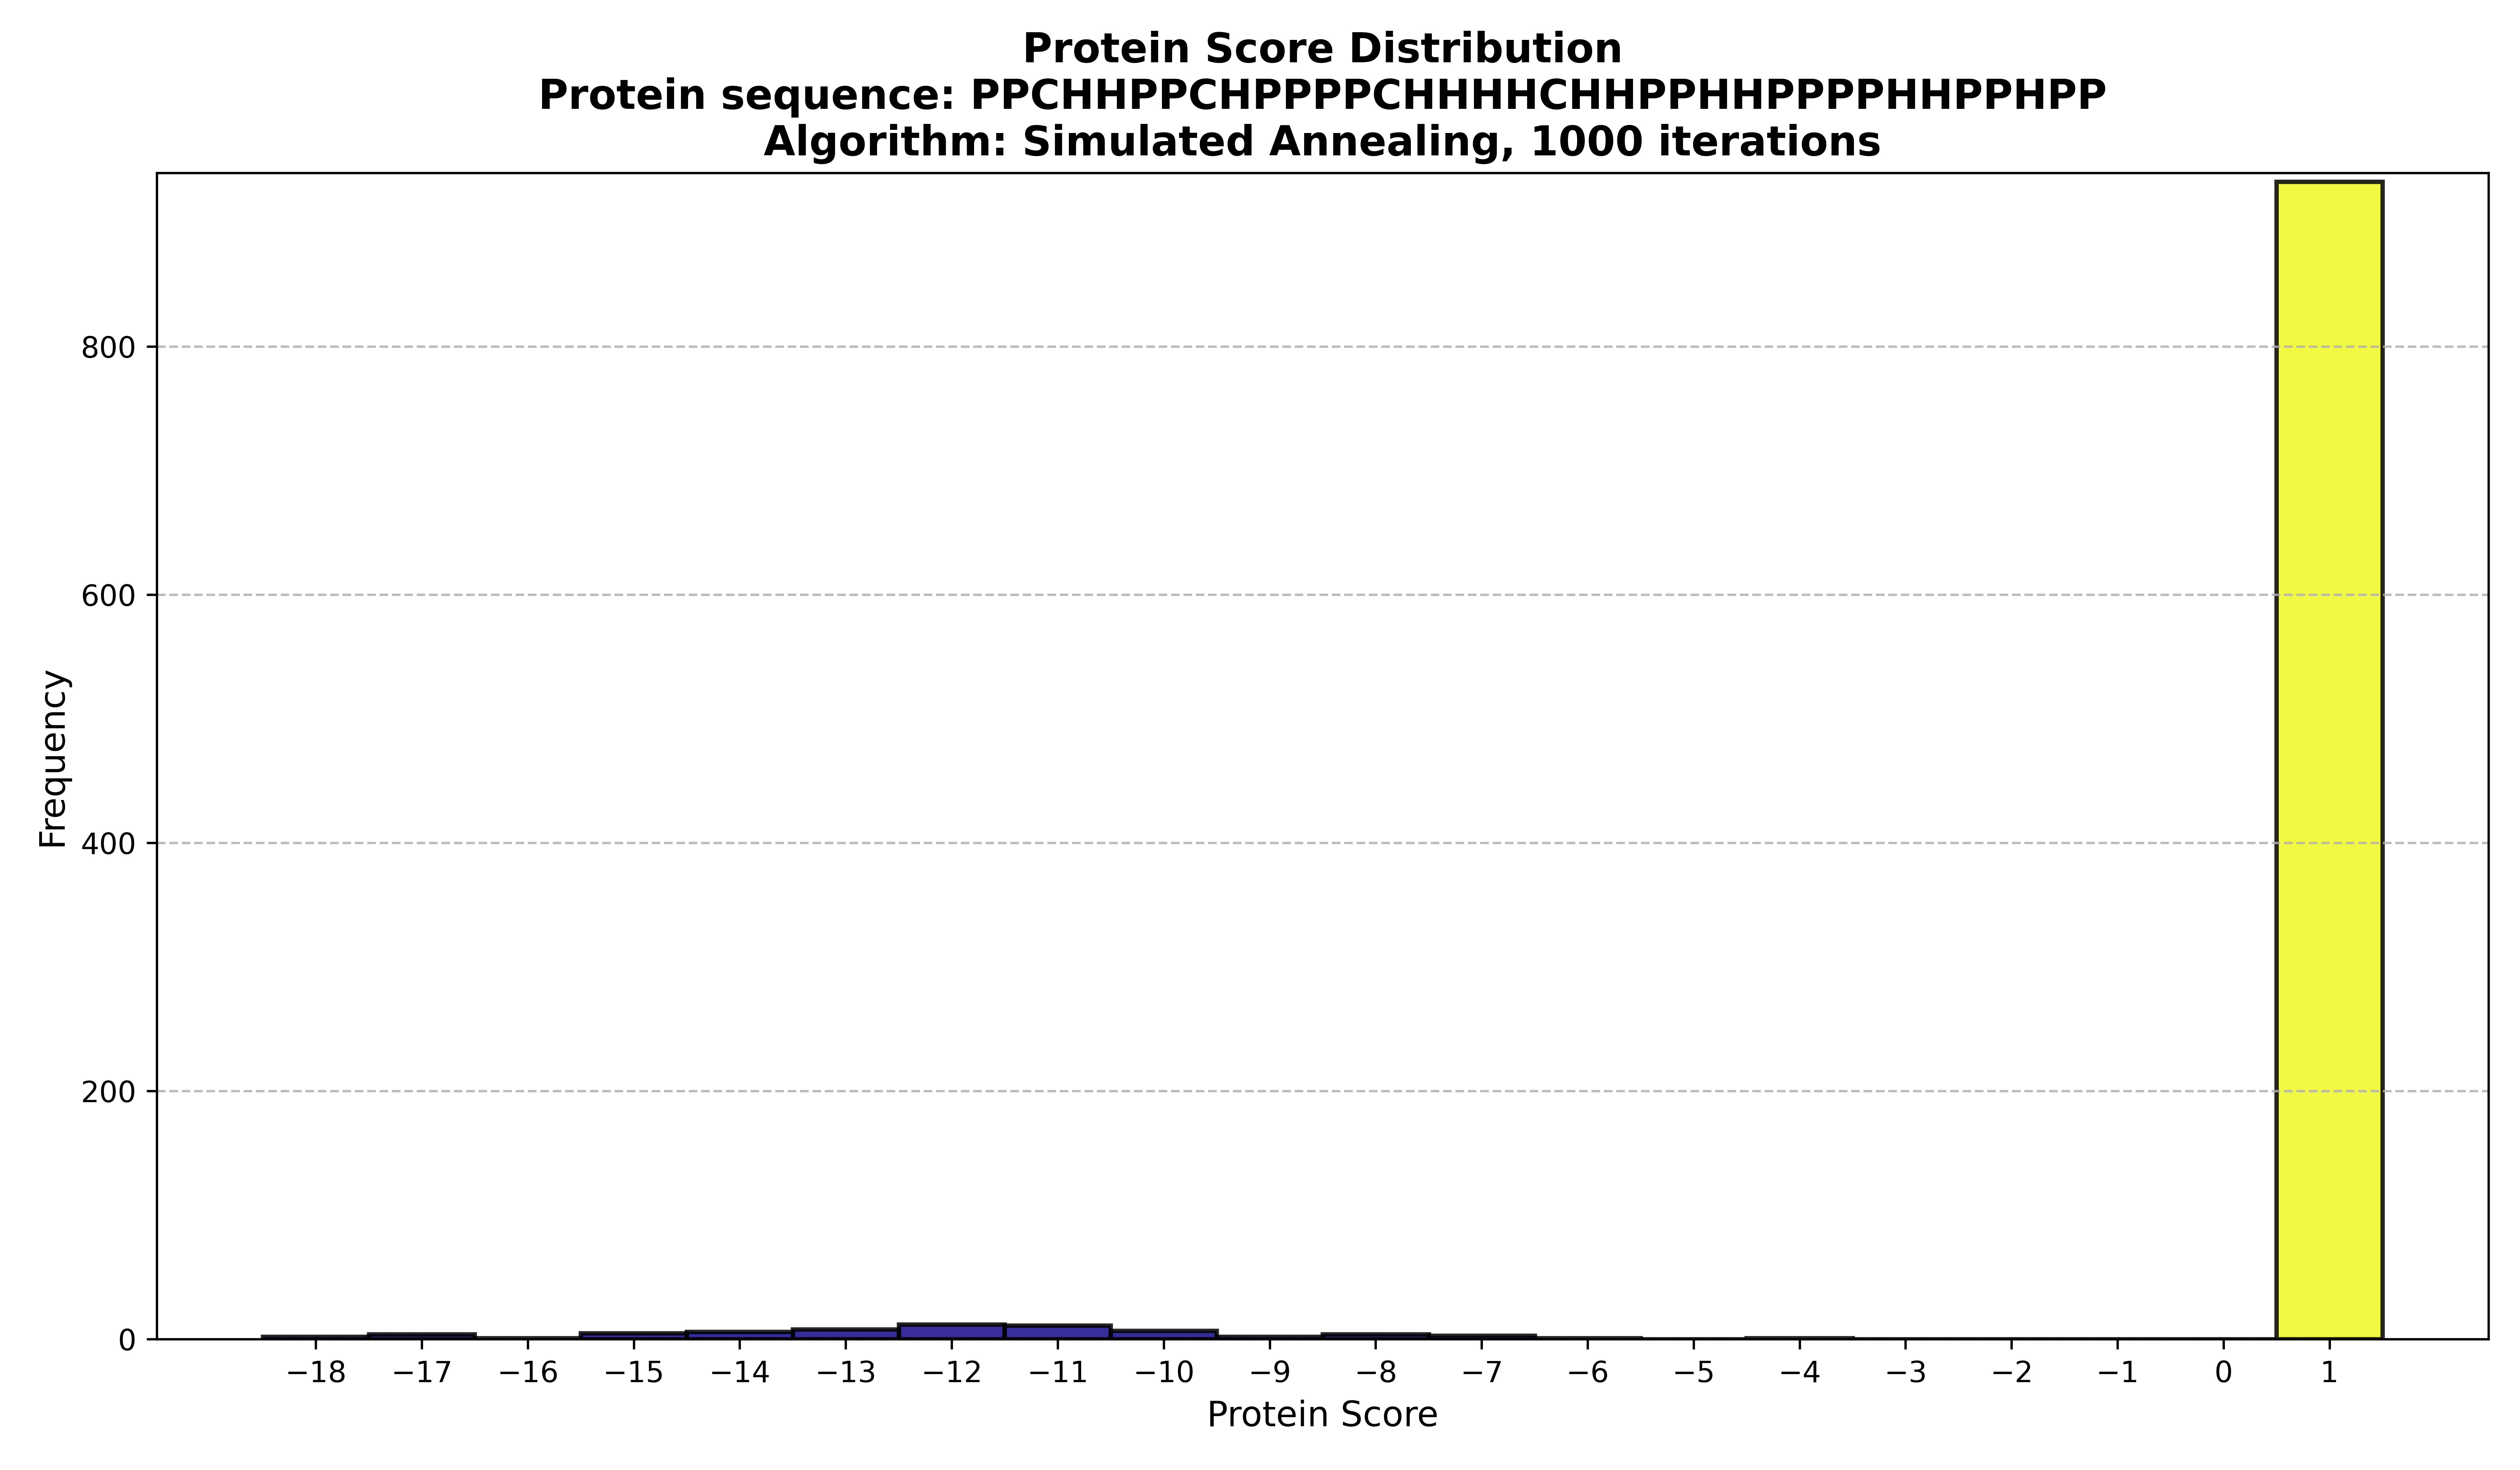 Protein Score Distribution
Protein sequence: PPCHHPPCHPPPPCHHHHCHHPPHHPPPPHHPPHPP
Algorithm: Simulated Annealing, 1000 iterations
800
600
400
200
0
Frequency
−18 −17 −16 −15 −14 −13 −12 −11 −10 −9 −8 −7 −6 −5 −4 −3 −2 −1 0 1
Protein Score